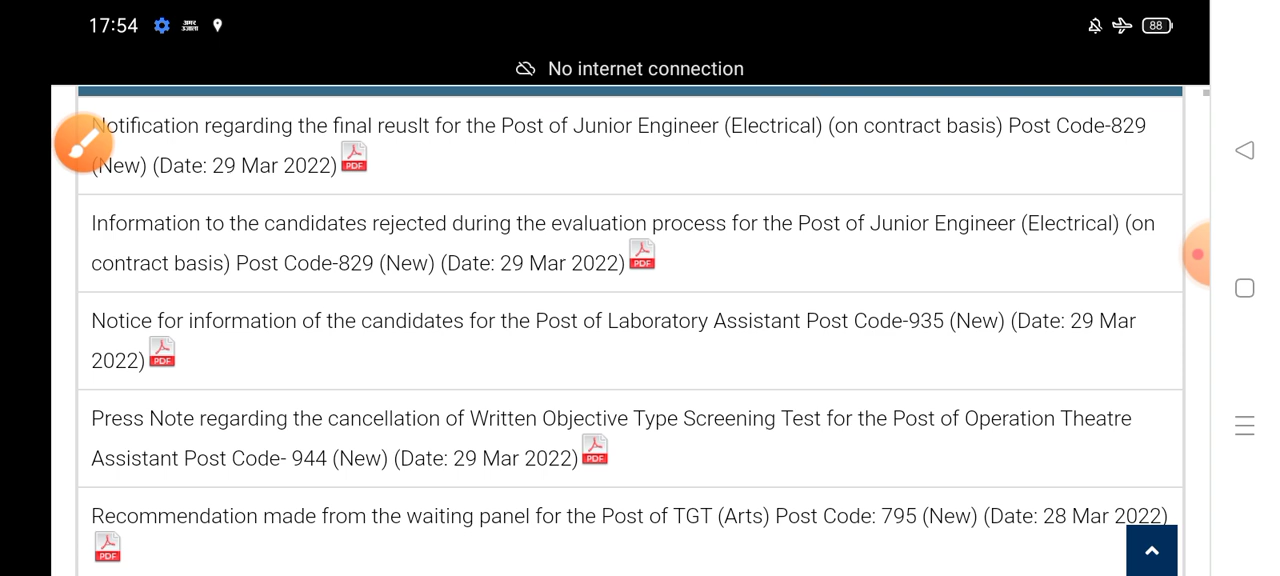 17:54 अमर उजाला 88
No internet connection
Notification regarding the final reuslt for the Post of Junior Engineer (Electrical) (on contract basis) Post Code-829
(New) (Date: 29 Mar 2022) PDF
Information to the candidates rejected during the evaluation process for the Post of Junior Engineer (Electrical) (on
contract basis) Post Code-829 (New) (Date: 29 Mar 2022) PDF
Notice for information of the candidates for the Post of Laboratory Assistant Post Code-935 (New) (Date: 29 Mar
2022) PDF
Press Note regarding the cancellation of Written Objective Type Screening Test for the Post of Operation Theatre
Assistant Post Code- 944 (New) (Date: 29 Mar 2022) PDF
Recommendation made from the waiting panel for the Post of TGT (Arts) Post Code: 795 (New) (Date: 28 Mar 2022)
PDF